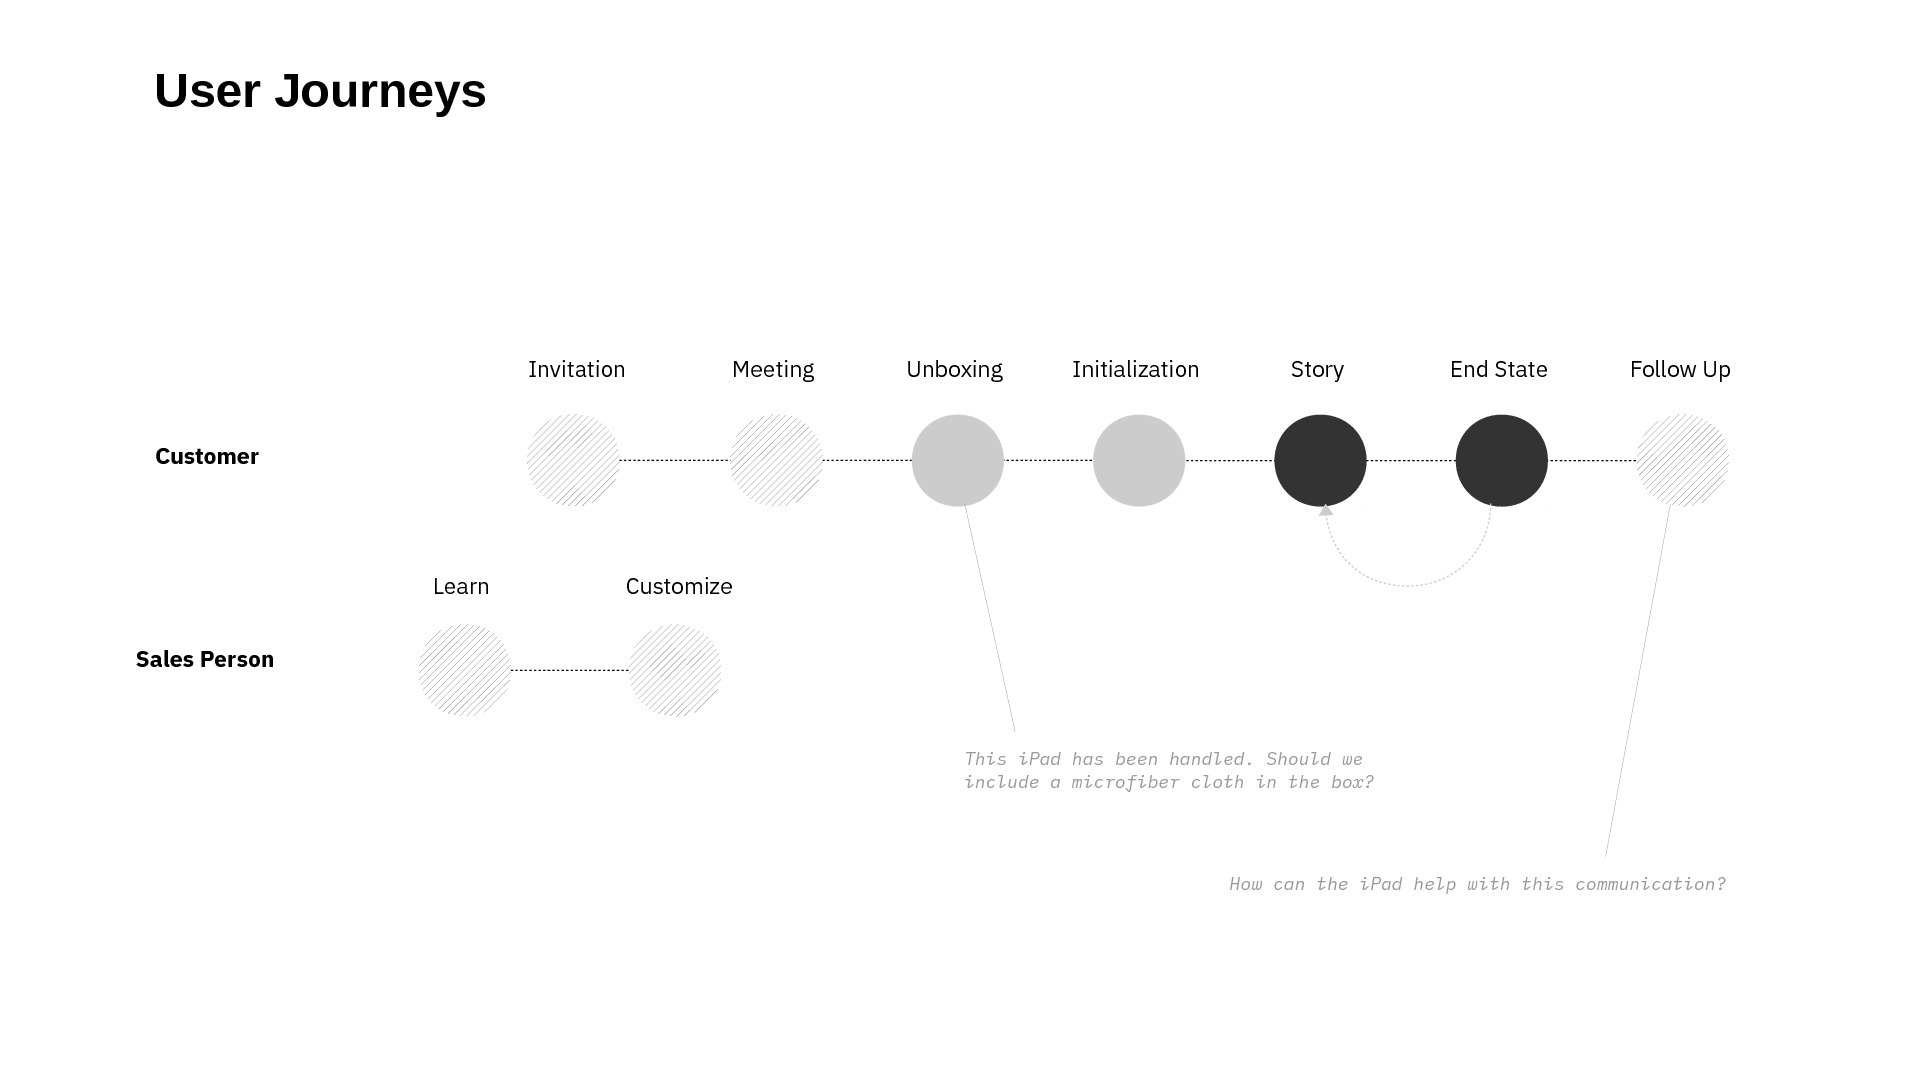 User Journeys
Invitation
Meeting
Unboxing
Initialization
Story
End State
Follow Up
Customer
Learn
Customize
Sales Person
This iPad has been handled. Should we
include a microfiber cloth in the box?
How can the iPad help with this communication?